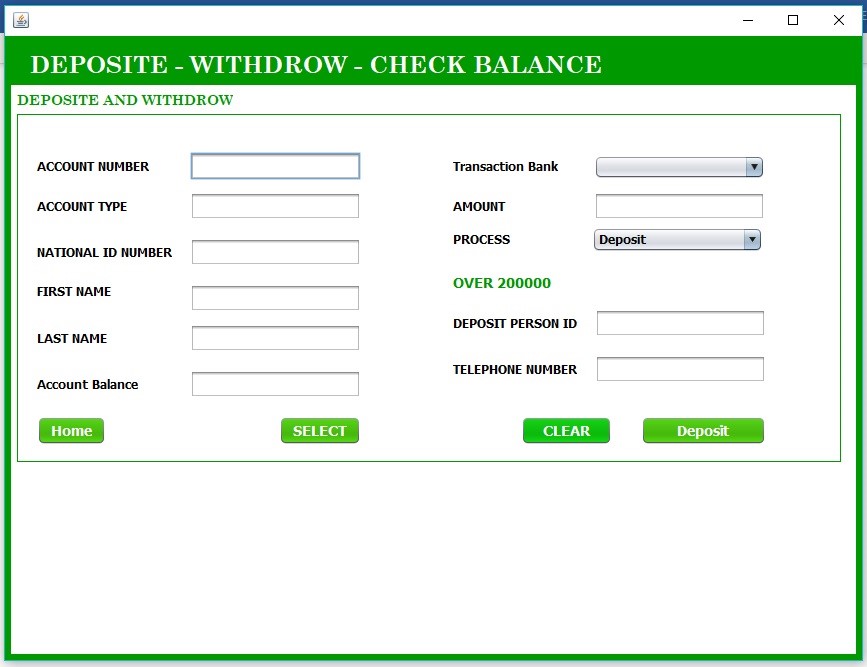 DEPOSITE - WITHDROW - CHECK BALANCE
DEPOSITE AND WITHDROW
ACCOUNT NUMBER
ACCOUNT TYPE
NATIONAL ID NUMBER
FIRST NAME
LAST NAME
Account Balance
Transaction Bank
AMOUNT
PROCESS
Deposit
OVER 200000
DEPOSIT PERSON ID
TELEPHONE NUMBER
Home
SELECT
CLEAR
Deposit